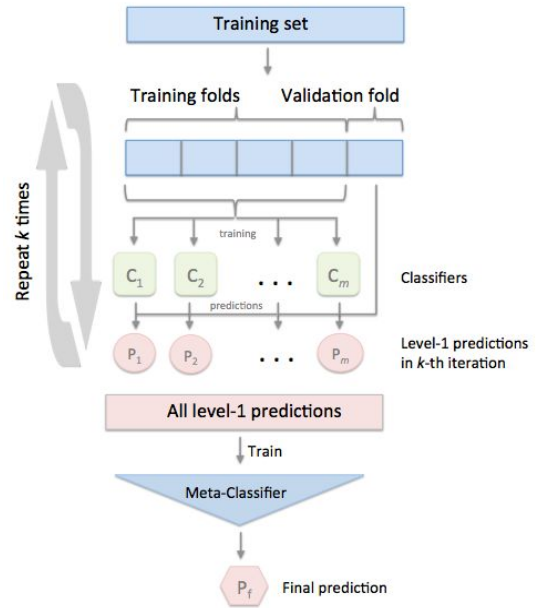 Training set
Training folds
Validation fold
Repeat k times
training
C1
C2
. . .
Cm
Classifiers
predictions
P1
P2
. . .
Pm
Level-1 predictions
in k-th iteration
All level-1 predictions
Train
Meta-Classifier
Pf
Final prediction